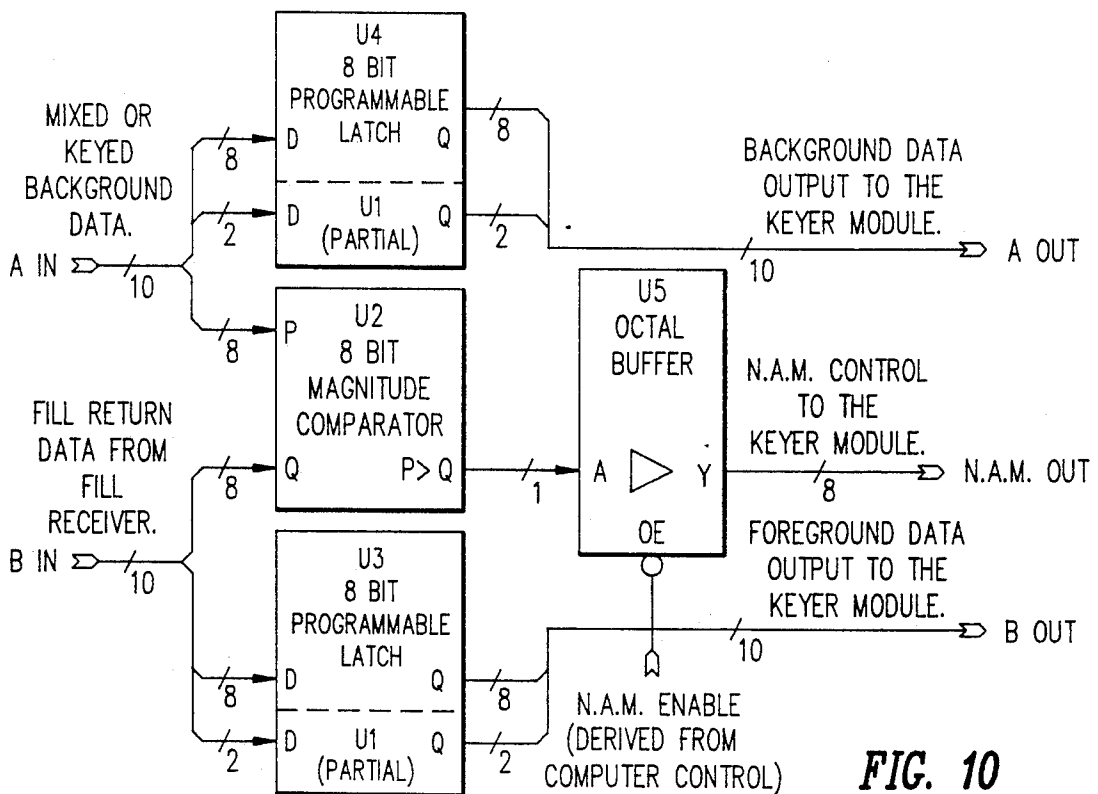 U4
8 BIT
PROGRAMMABLE
LATCH
D
Q
8
8
D
U1
(PARTIAL)
Q
2
2
MIXED OR
KEYED
BACKGROUND
DATA.
A IN
10
BACKGROUND DATA
OUTPUT TO THE
KEYER MODULE.
10
A OUT
U2
8 BIT
MAGNITUDE
COMPARATOR
P
8
Q
8
P> Q
1
U5
OCTAL
BUFFER
A
Y
OE
N.A.M. CONTROL
TO THE
KEYER MODULE.
8
N.A.M. OUT
FILL RETURN
DATA FROM
FILL
RECEIVER.
B IN
10
U3
8 BIT
PROGRAMMABLE
LATCH
D
Q
8
8
D
U1
(PARTIAL)
Q
2
2
FOREGROUND DATA
OUTPUT TO THE
KEYER MODULE.
10
B OUT
N.A.M. ENABLE
(DERIVED FROM
COMPUTER CONTROL)
FIG. 10